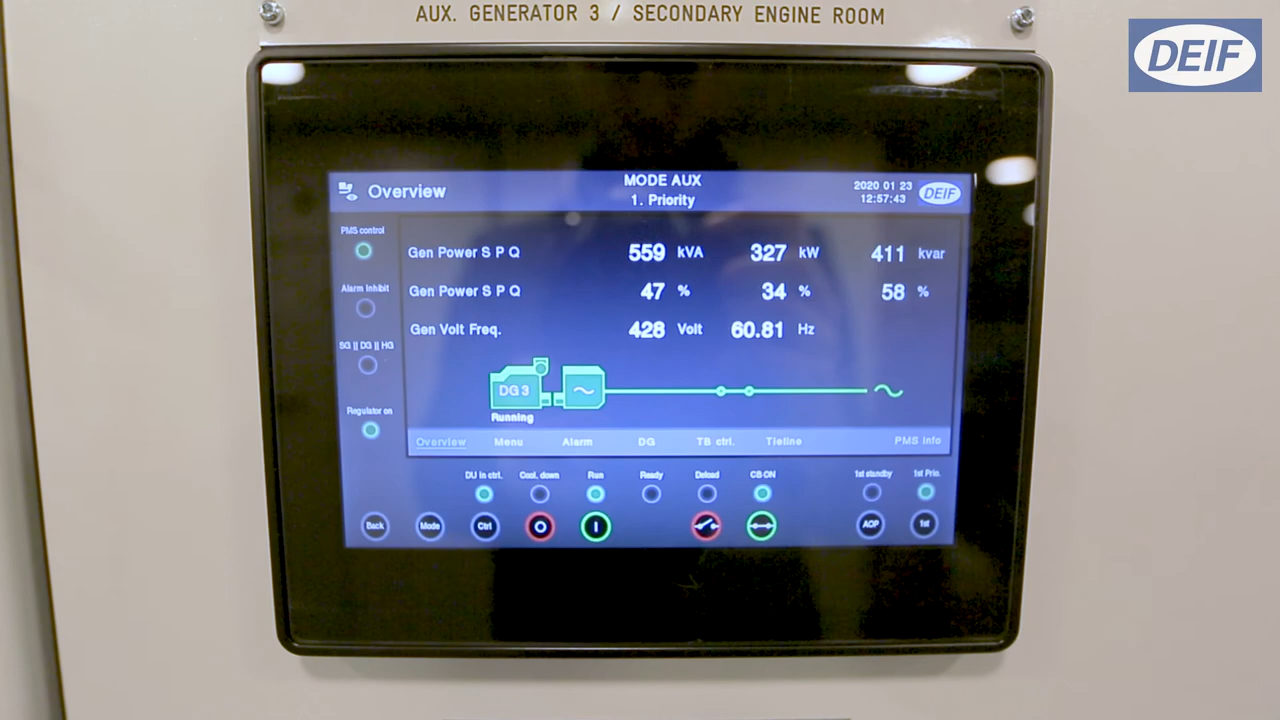 AUX. GENERATOR 3 / SECONDARY ENGINE ROOM
DEIF
Overview
MODE AUX
1. Priority
2020 01 23
12:57:43
DEIF
PMS control
Alarm Inhibit
SG || DG || HG
Regulator on
Gen Power S P Q 559 kVA 327 kW 411 kvar
Gen Power S P Q 47 % 34 % 58 %
Gen Volt Freq. 428 Volt 60.81 Hz
DG 3
Running
Overview Menu Alarm DG TB ctrl. Tieline PMS info
DU in ctrl. Cool. down Run Ready Deload CB ON 1st standby 1st Prio.
Back Mode Ctrl O I AOP 1st